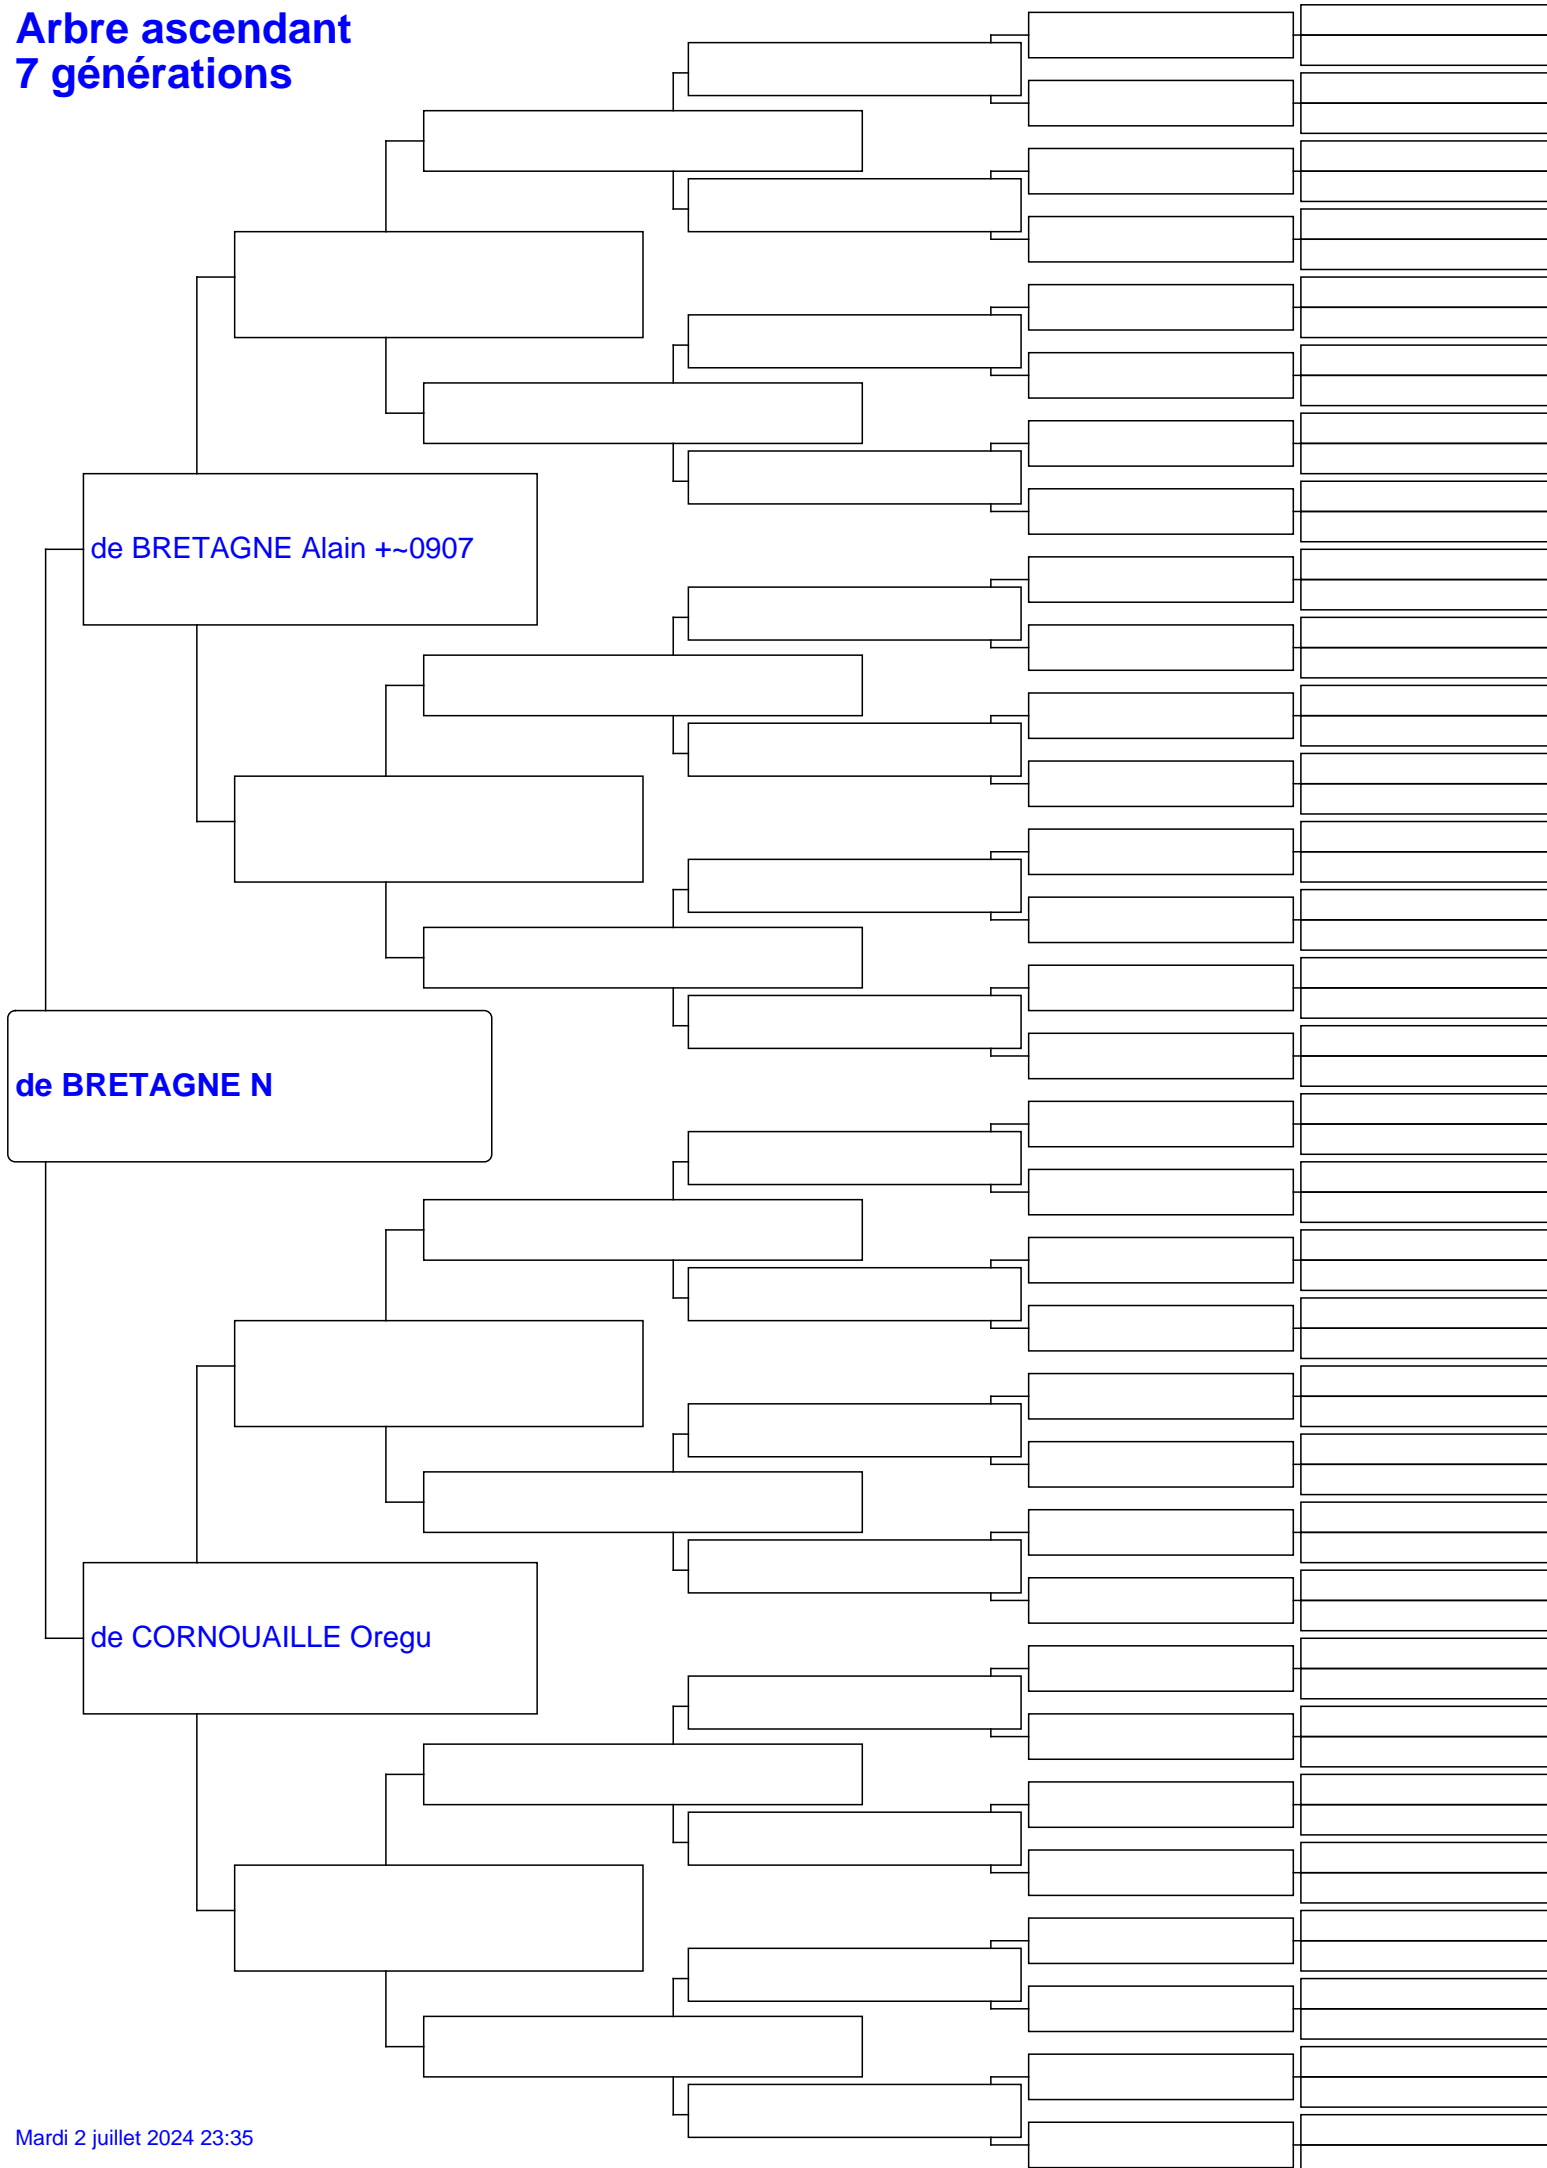 Arbre ascendant
7 générations
de BRETAGNE Alain +~0907
de BRETAGNE N
de CORNOUAILLE Oregu
Mardi 2 juillet 2024 23:35